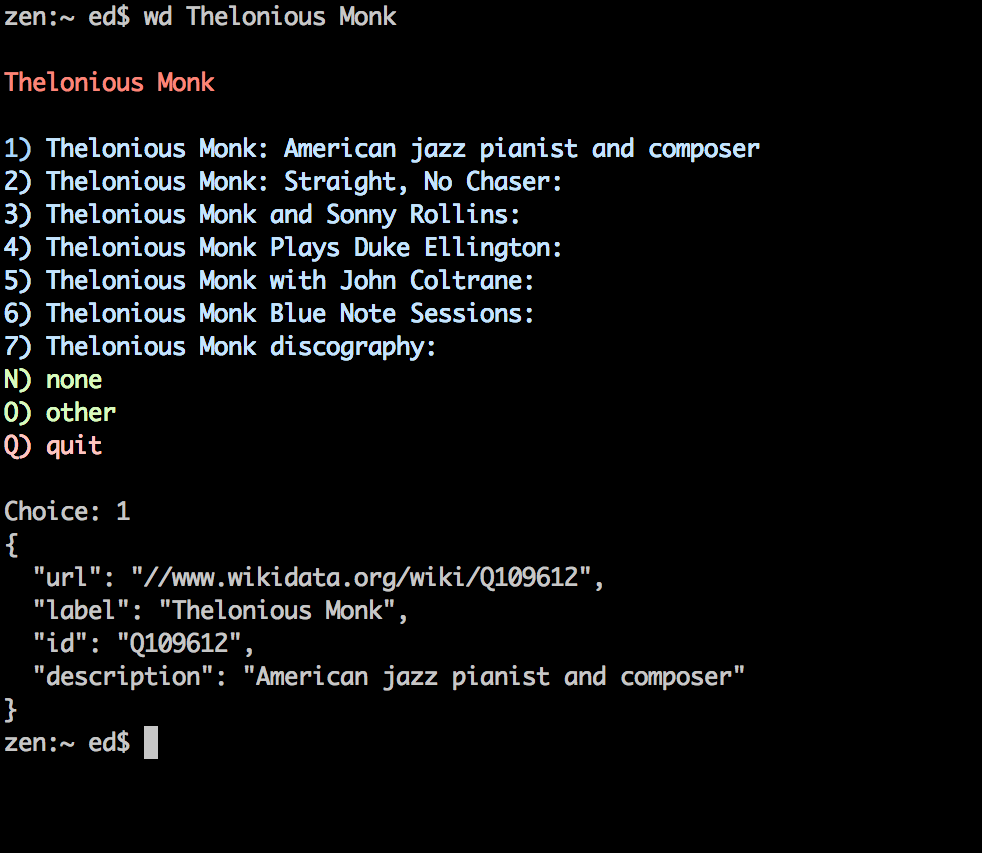 zen:~ ed$ wd Thelonious Monk
Thelonious Monk
1) Thelonious Monk: American jazz pianist and composer
2) Thelonious Monk: Straight, No Chaser:
3) Thelonious Monk and Sonny Rollins:
4) Thelonious Monk Plays Duke Ellington:
5) Thelonious Monk with John Coltrane:
6) Thelonious Monk Blue Note Sessions:
7) Thelonious Monk discography:
N) none
O) other
Q) quit
Choice: 1
{
  "url": "//www.wikidata.org/wiki/Q109612",
  "label": "Thelonious Monk",
  "id": "Q109612",
  "description": "American jazz pianist and composer"
}
zen:~ ed$